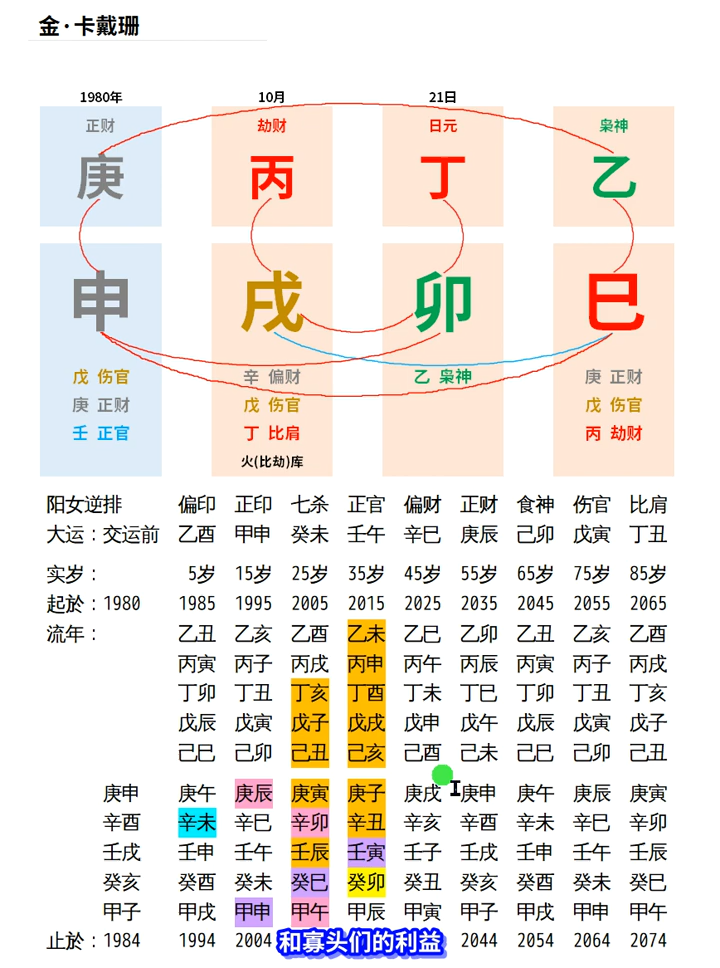 金·卡戴珊
1980年 10月 21日
正财 劫财 日元 枭神
庚 丙 丁 乙
申 戌 卯 巳
戊 伤官 辛 偏财 乙 枭神 庚 正财
庚 正财 戊 伤官 戊 伤官
壬 正官 丁 比肩 丙 劫财
火(比劫)库
阳女逆排 偏印 正印 七杀 正官 偏财 正财 食神 伤官 比肩
大运：交运前 乙酉 甲申 癸未 壬午 辛巳 庚辰 己卯 戊寅 丁丑
实岁： 5岁 15岁 25岁 35岁 45岁 55岁 65岁 75岁 85岁
起於：1980 1985 1995 2005 2015 2025 2035 2045 2055 2065
流年： 乙丑 乙亥 乙酉 乙未 乙巳 乙卯 乙丑 乙亥 乙酉
丙寅 丙子 丙戌 丙申 丙午 丙辰 丙寅 丙子 丙戌
丁卯 丁丑 丁亥 丁酉 丁未 丁巳 丁卯 丁丑 丁亥
戊辰 戊寅 戊子 戊戌 戊申 戊午 戊辰 戊寅 戊子
己巳 己卯 己丑 己亥 己酉 己未 己巳 己卯 己丑
庚申 庚午 庚辰 庚寅 庚子 庚戌 庚申 庚午 庚辰 庚寅
辛酉 辛未 辛巳 辛卯 辛丑 辛亥 辛酉 辛未 辛巳 辛卯
壬戌 壬申 壬午 壬辰 壬寅 壬子 壬戌 壬申 壬午 壬辰
癸亥 癸酉 癸未 癸巳 癸卯 癸丑 癸亥 癸酉 癸未 癸巳
甲子 甲戌 甲申 甲午 甲辰 甲寅 甲子 甲戌 甲申 甲午
止於：1984 1994 2004 2044 2054 2064 2074
和寡头们的利益